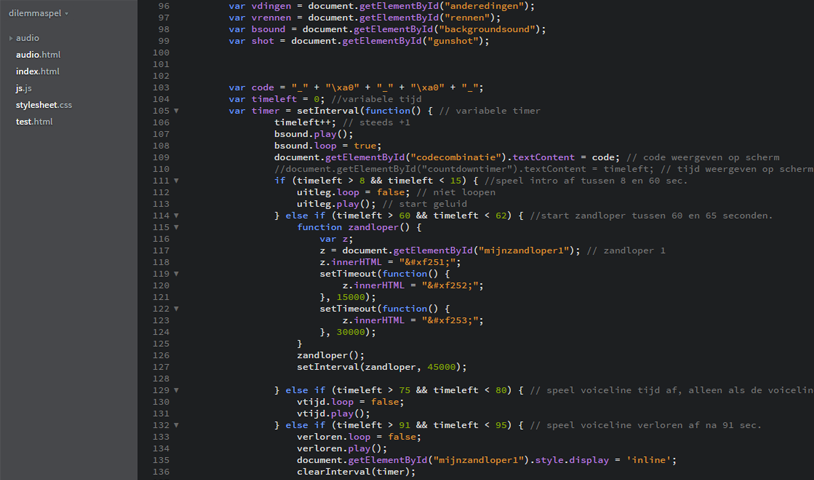 dilemmaspel
audio
audio.html
index.html
js.js
stylesheet.css
test.html
96 var vdingen = document.getElementById("anderedingen");
97 var vrennen = document.getElementById("rennen");
98 var bsound = document.getElementById("backgroundsound");
99 var shot = document.getElementById("gunshot");
100
101
102
103 var code = "_" + "\xa0" + "_" + "\xa0" + "_";
104 var timeleft = 0; //variabele tijd
105 var timer = setInterval(function() { // variabele timer
106 timeleft++; // steeds +1
107 bsound.play();
108 bsound.loop = true;
109 document.getElementById("codecombinatie").textContent = code; // code weergeven op scherm
110 //document.getElementById("countdowntimer").textContent = timeleft; // tijd weergeven op scherm
111 if (timeleft > 8 && timeleft < 15) { //speel intro af tussen 8 en 60 sec.
112 uitleg.loop = false; // niet loopen
113 uitleg.play(); // start geluid
114 } else if (timeleft > 60 && timeleft < 62) { //start zandloper tussen 60 en 65 seconden.
115 function zandloper() {
116 var z;
117 z = document.getElementById("mijnzandloper1"); // zandloper 1
118 z.innerHTML = "&#xf251;";
119 setTimeout(function() {
120 z.innerHTML = "&#xf252;";
121 }, 15000);
122 setTimeout(function() {
123 z.innerHTML = "&#xf253;";
124 }, 30000);
125 }
126 zandloper();
127 setInterval(zandloper, 45000);
128
129 } else if (timeleft > 75 && timeleft < 80) { // speel voiceline tijd af, alleen als de voicelin
130 vtijd.loop = false;
131 vtijd.play();
132 } else if (timeleft > 91 && timeleft < 95) { // speel voiceline verloren af na 91 sec.
133 verloren.loop = false;
134 verloren.play();
135 document.getElementById("mijnzandloper1").style.display = 'inline';
136 clearInterval(timer);